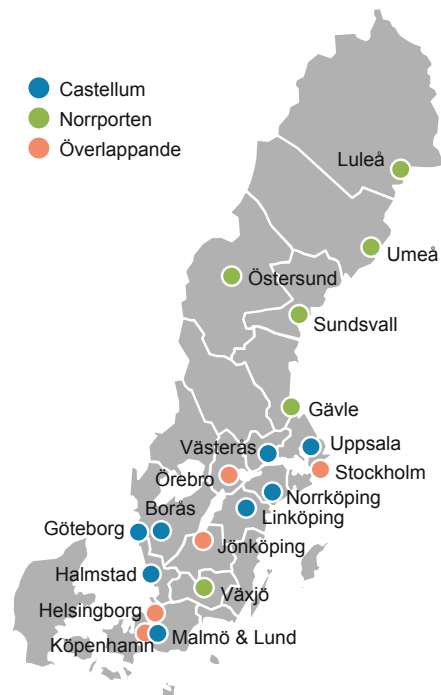 Castellum
Norrporten
Överlappande
Luleå
Umeå
Östersund
Sundsvall
Gävle
Västerås
Uppsala
Örebro
Stockholm
Norrköping
Borås
Linköping
Göteborg
Jönköping
Halmstad
Växjö
Helsingborg
Köpenhamn
Malmö & Lund